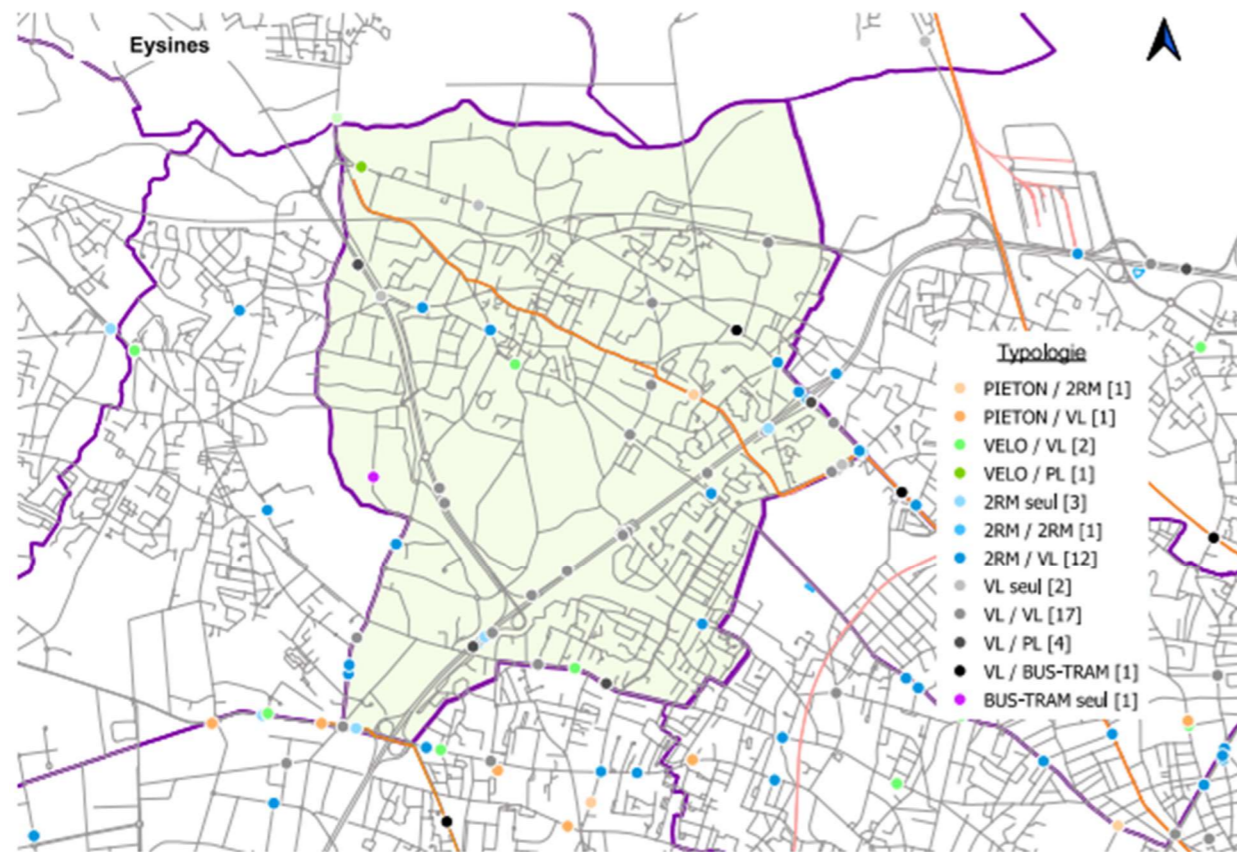 Eysines
Typologie
PIETON / 2RM [1]
PIETON / VL [1]
VELO / VL [2]
VELO / PL [1]
2RM seul [3]
2RM / 2RM [1]
2RM / VL [12]
VL seul [2]
VL / VL [17]
VL / PL [4]
VL / BUS-TRAM [1]
BUS-TRAM seul [1]